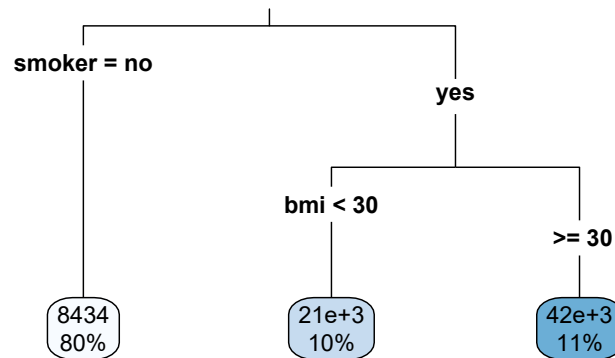 smoker = no
yes
bmi < 30
>= 30
8434
80%
21e+3
10%
42e+3
11%